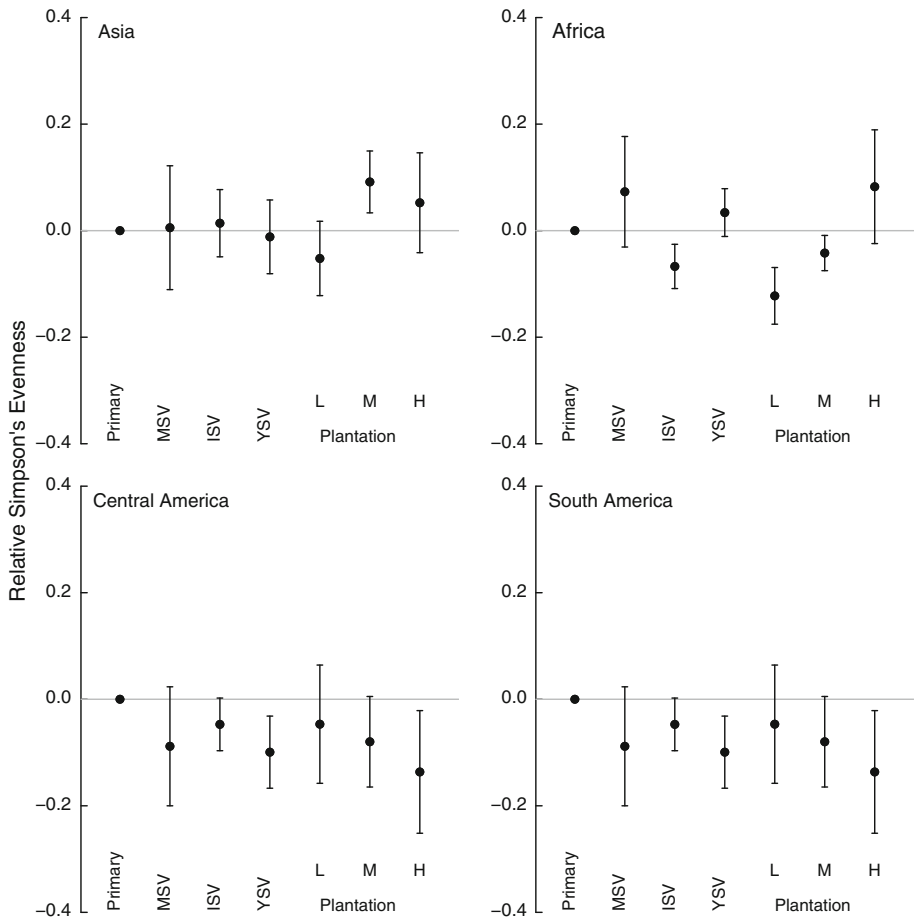 Relative Simpson's Evenness
Asia
0.4
0.2
0.0
−0.2
−0.4
Primary
MSV
ISV
YSV
L
M
H
Plantation
Africa
0.4
0.2
0.0
−0.2
−0.4
Primary
MSV
ISV
YSV
L
M
H
Plantation
Central America
0.4
0.2
0.0
−0.2
−0.4
Primary
MSV
ISV
YSV
L
M
H
Plantation
South America
0.4
0.2
0.0
−0.2
−0.4
Primary
MSV
ISV
YSV
L
M
H
Plantation